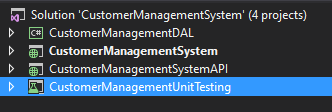 Solution 'CustomerManagementSystem' (4 projects)
C# CustomerManagementDAL
CustomerManagementSystem
CustomerManagementSystemAPI
CustomerManagementUnitTesting